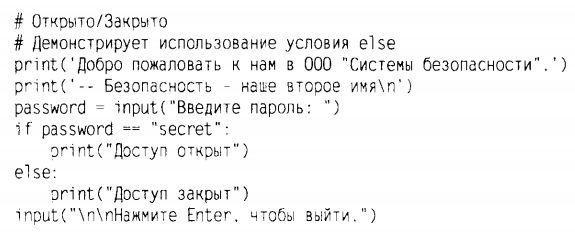 # Открыто/Закрыто
# Демонстрирует использование условия else
print('Добро пожаловать к нам в ООО "Системы безопасности".')
print('-- Безопасность - наше второе имя\n')
password = input("Введите пароль: ")
if password == "secret":
    print("Доступ открыт")
else:
    print("Доступ закрыт")
input("\n\nНажмите Enter, чтобы выйти.")